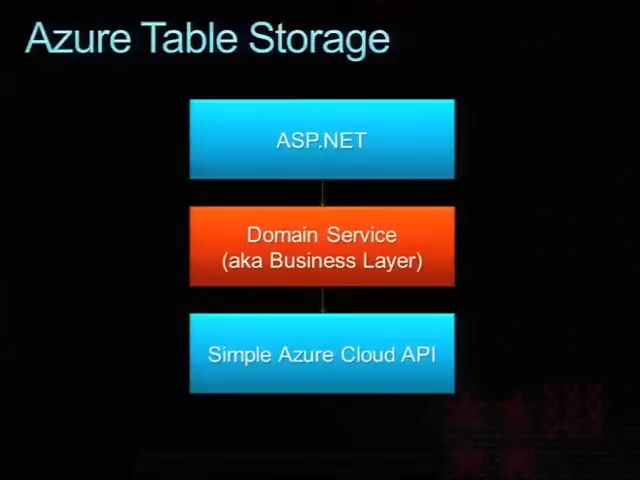 Azure Table Storage
ASP.NET
Domain Service
(aka Business Layer)
Simple Azure Cloud API